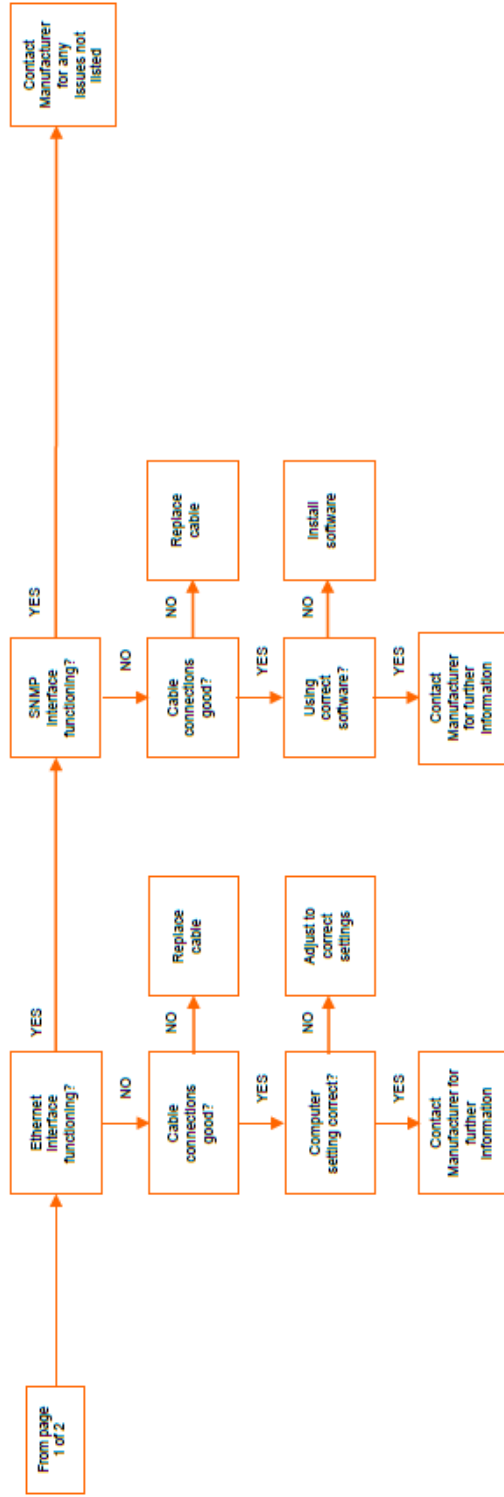 From page
1 of 2
Ethernet
Interface
functioning?
YES
NO
Cable
connections
good?
NO
Replace
cable
YES
Computer
setting correct?
NO
Adjust to
correct
settings
YES
Contact
Manufacturer for
further
Information
SNMP
Interface
functioning?
YES
NO
Cable
connections
good?
NO
Replace
cable
YES
Using
correct
software?
NO
Install
software
YES
Contact
Manufacturer
for further
Information
Contact
Manufacturer
for any
Issues not
listed